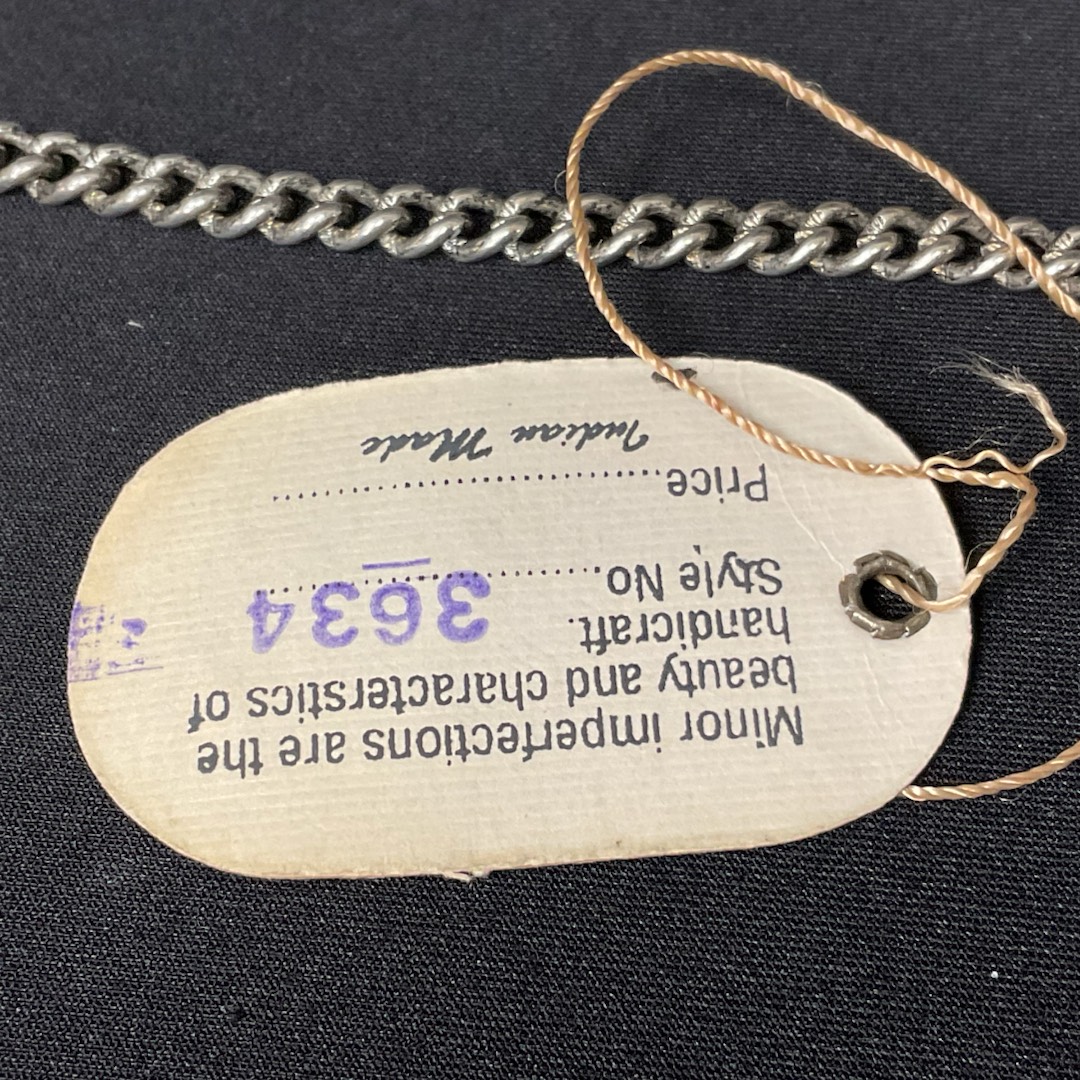 Minor imperfections are the
beauty and characterstics of
handicraft.
Style No. 3634
Price
Indian Made